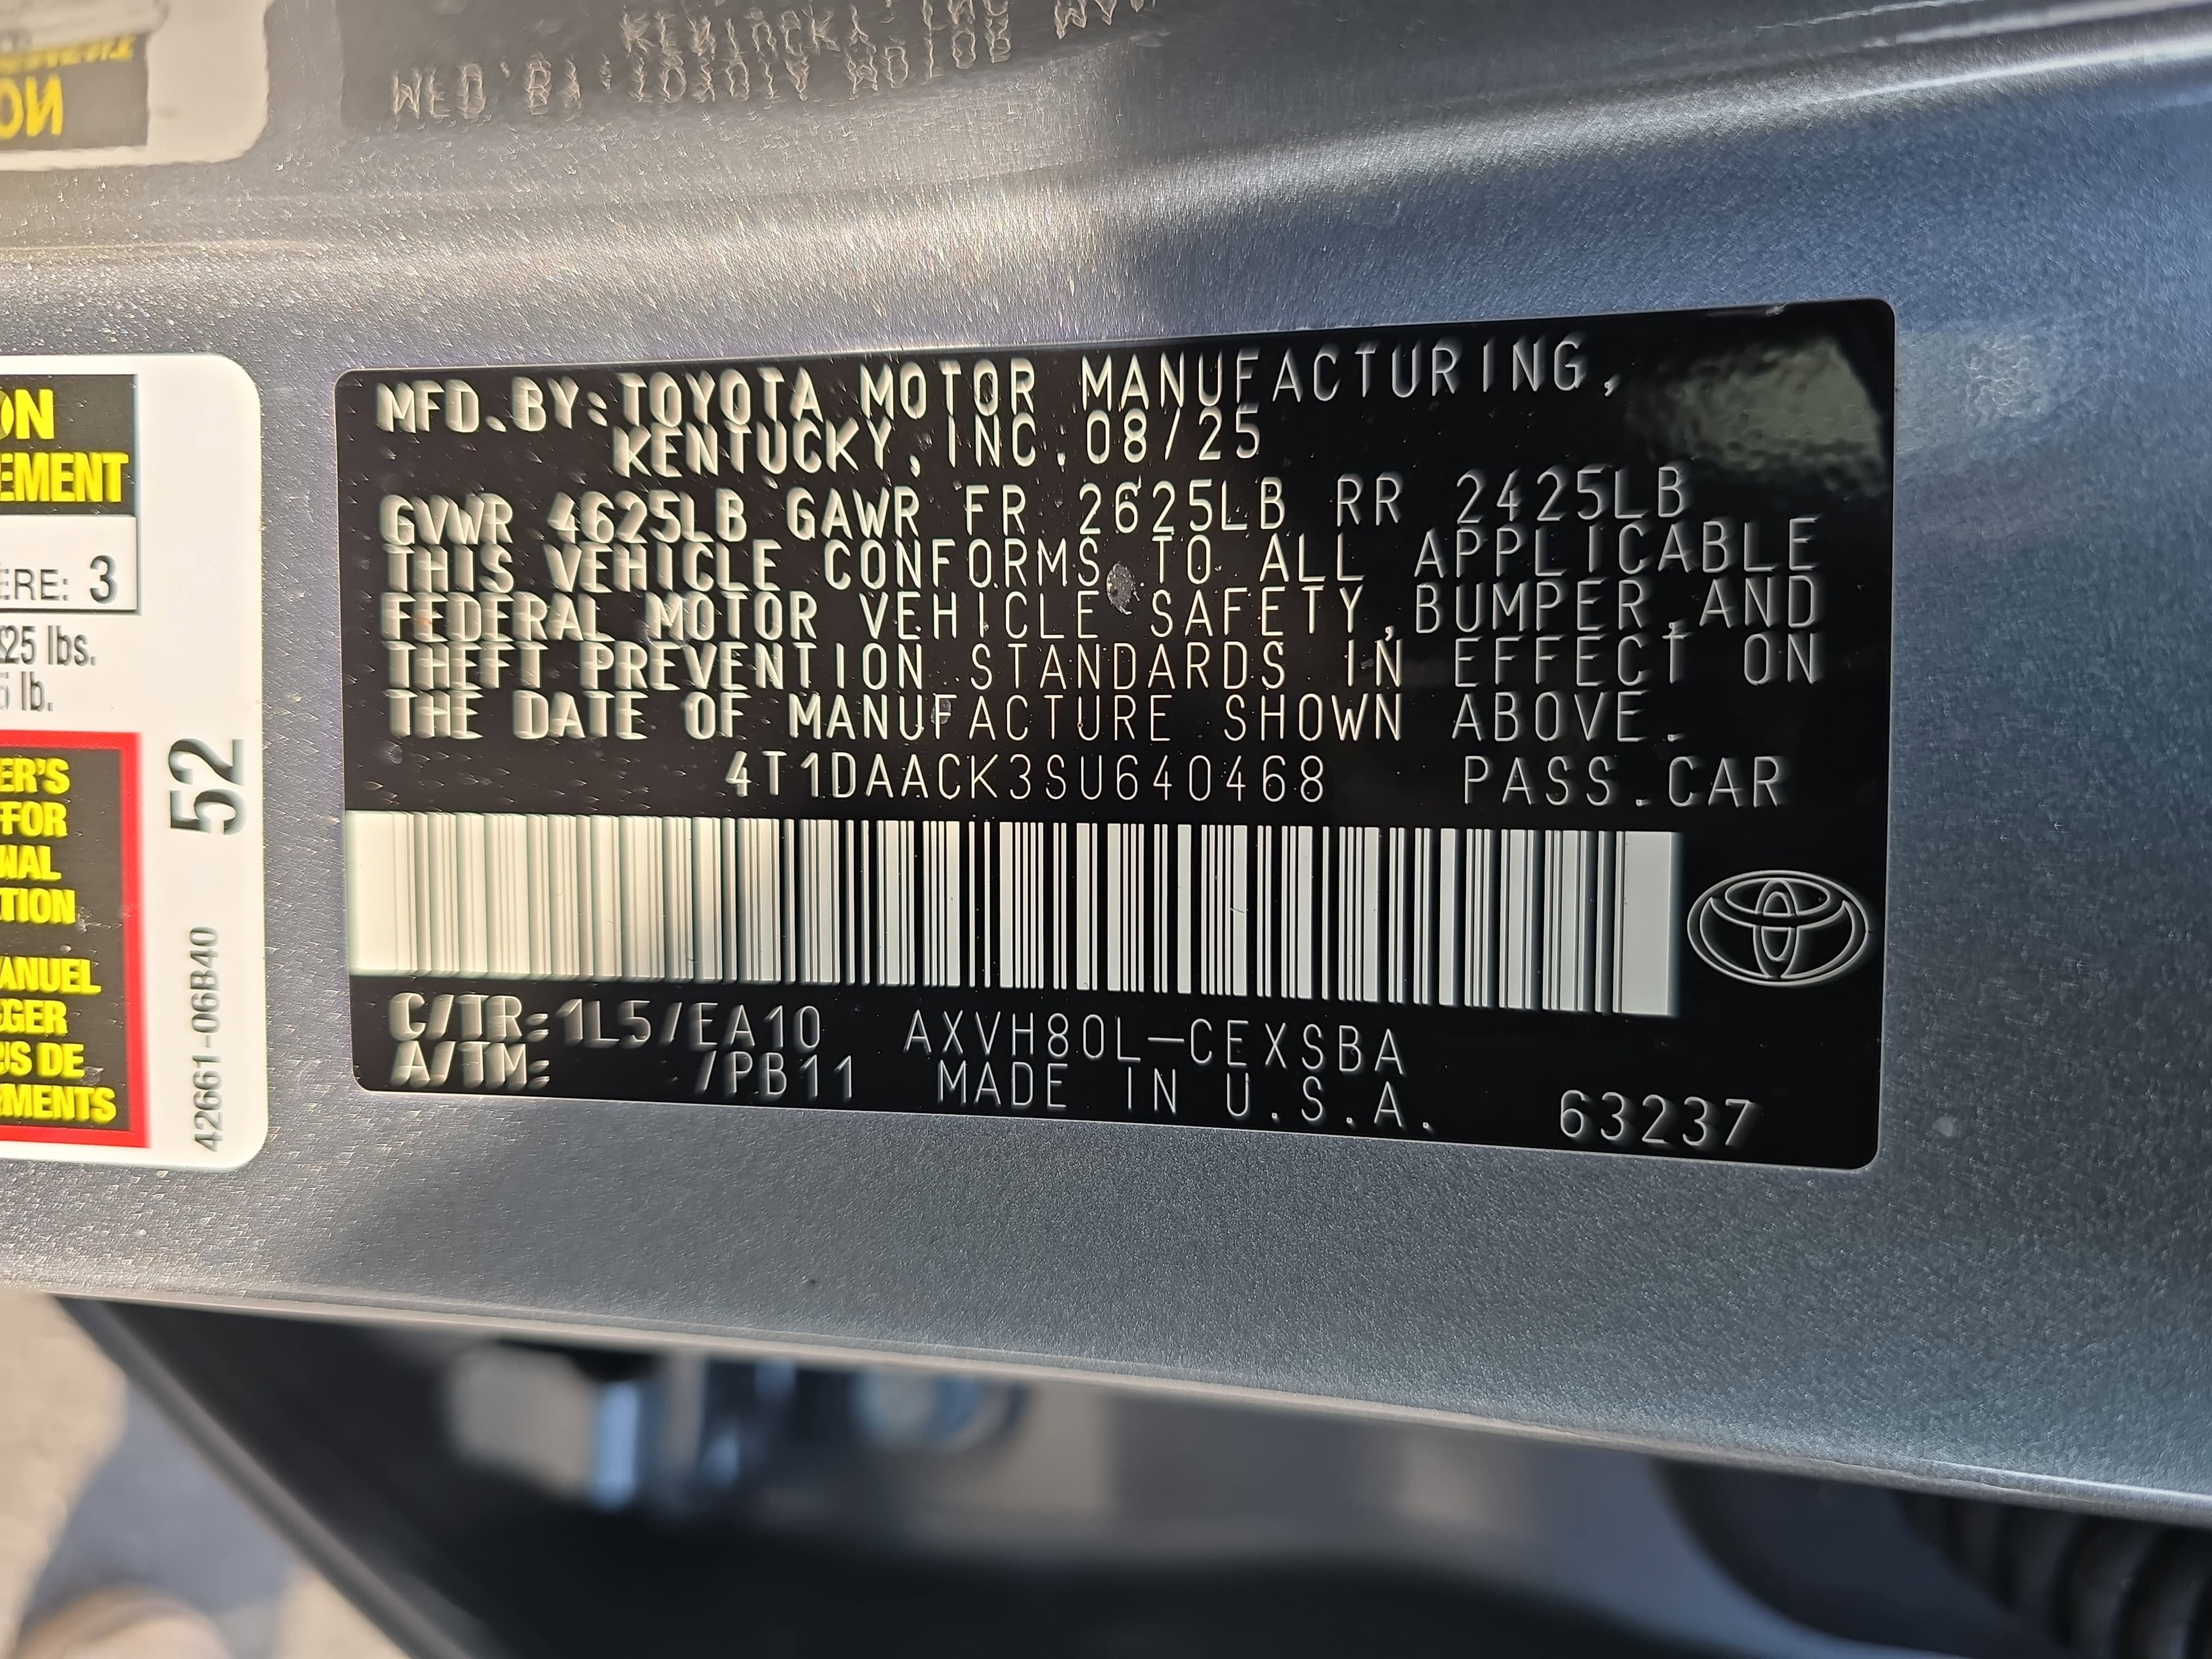 ON
EMENT
ERE: 3
25 lbs.
5 lb.
ER'S
FOR
TION
ANUEL
GER
US DE
RMENTS
52
42661-06B40
MFD.BY:TOYOTA MOTOR MANUFACTURING,
KENTUCKY,INC.08/25
GVWR 4625LB GAWR FR 2625LB RR 2425LB
THIS VEHICLE CONFORMS TO ALL APPLICABLE
FEDERAL MOTOR VEHICLE SAFETY,BUMPER,AND
THEFT PREVENTION STANDARDS IN EFFECT ON
THE DATE OF MANUFACTURE SHOWN ABOVE.
4T1DAACK3SU640468 PASS.CAR
C/TR:1L5/EA10 AXVH80L-CEXSBA
A/TM: /PB11 MADE IN U.S.A. 63237